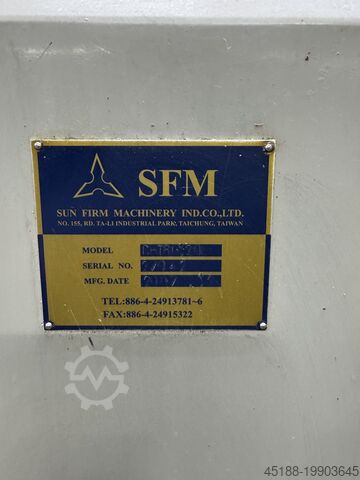 SFM
SUN FIRM MACHINERY IND.CO.,LTD.
NO. 155, RD. TA-LI INDUSTRIAL PARK, TAICHUNG, TAIWAN
MODEL
SERIAL NO.
MFG. DATE
TEL:886-4-24913781~6
FAX:886-4-24915322
45188-19903645